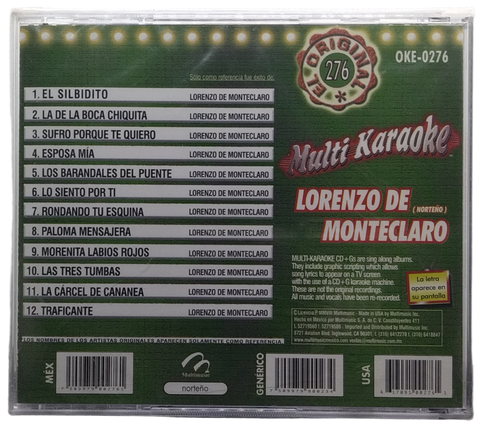 EL ORIGINAL
276
OKE-0276
Sólo como referencia fue éxito de:
1. EL SILBIDITO LORENZO DE MONTECLARO
2. LA DE LA BOCA CHIQUITA LORENZO DE MONTECLARO
3. SUFRO PORQUE TE QUIERO LORENZO DE MONTECLARO
4. ESPOSA MÍA LORENZO DE MONTECLARO
5. LOS BARANDALES DEL PUENTE LORENZO DE MONTECLARO
6. LO SIENTO POR TI LORENZO DE MONTECLARO
7. RONDANDO TU ESQUINA LORENZO DE MONTECLARO
8. PALOMA MENSAJERA LORENZO DE MONTECLARO
9. MORENITA LABIOS ROJOS LORENZO DE MONTECLARO
10. LAS TRES TUMBAS LORENZO DE MONTECLARO
11. LA CÁRCEL DE CANANEA LORENZO DE MONTECLARO
12. TRAFICANTE LORENZO DE MONTECLARO
Multi Karaoke
LORENZO DE
( NORTEÑO )
MONTECLARO
MULTI-KARAOKE CD+Gs are sing along albums.
They include graphic scripting which allows
song lyrics to appear on a TV screen
with the use of a CD+G karaoke machine.
These are not the original recordings.
All music and vocals have been re-recorded.
La letra
aparece en
su pantalla
LOS NOMBRES DE LOS ARTISTAS ORIGINALES APARECEN SOLAMENTE COMO REFERENCIA
MÉX
Multimusic
norteño
GENÉRICO
USA